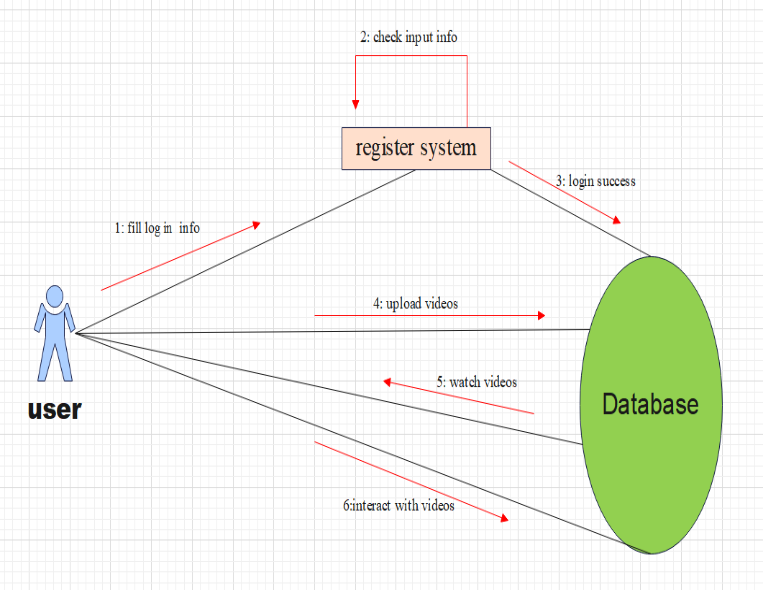 2: check input info
register system
3: login success
1: fill log in info
4: upload videos
5: watch videos
Database
user
6:interact with videos